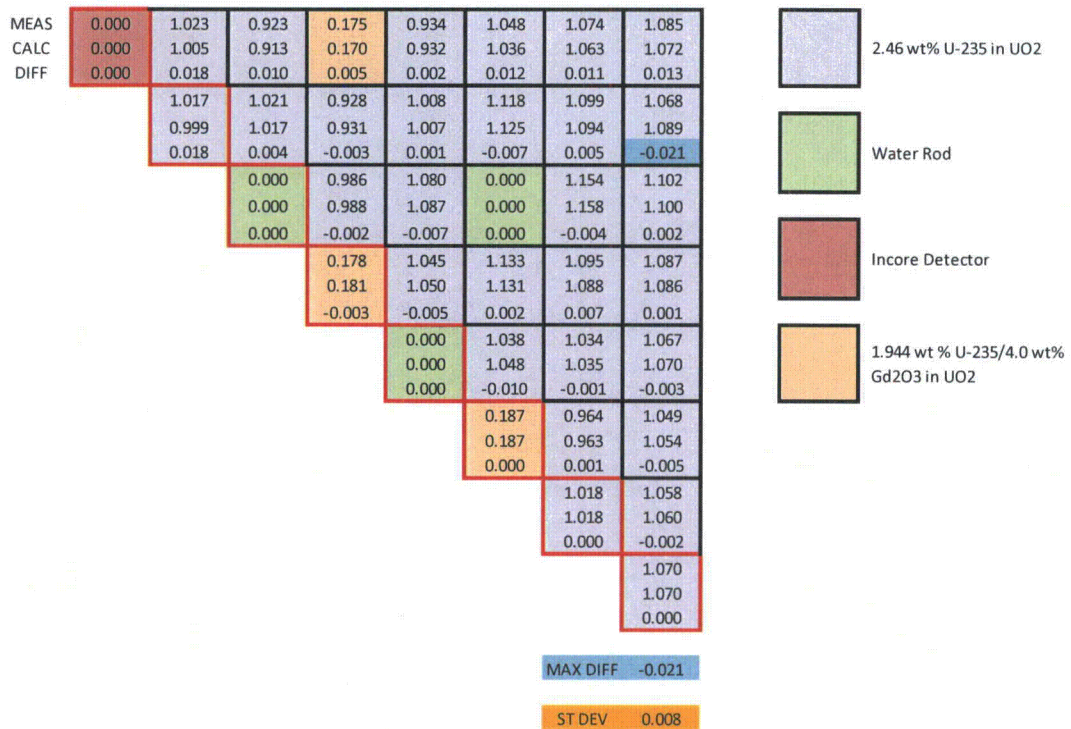 MEAS 0.000 1.023 0.923 0.175 0.934 1.048 1.074 1.085
CALC 0.000 1.005 0.913 0.170 0.932 1.036 1.063 1.072
DIFF 0.000 0.018 0.010 0.005 0.002 0.012 0.011 0.013
1.017 1.021 0.928 1.008 1.118 1.099 1.068
0.999 1.017 0.931 1.007 1.125 1.094 1.089
0.018 0.004 -0.003 0.001 -0.007 0.005 -0.021
0.000 0.986 1.080 0.000 1.154 1.102
0.000 0.988 1.087 0.000 1.158 1.100
0.000 -0.002 -0.007 0.000 -0.004 0.002
0.178 1.045 1.133 1.095 1.087
0.181 1.050 1.131 1.088 1.086
-0.003 -0.005 0.002 0.007 0.001
0.000 1.038 1.034 1.067
0.000 1.048 1.035 1.070
0.000 -0.010 -0.001 -0.003
0.187 0.964 1.049
0.187 0.963 1.054
0.000 0.001 -0.005
1.018 1.058
1.018 1.060
0.000 -0.002
1.070
1.070
0.000
MAX DIFF -0.021
ST DEV 0.008
2.46 wt% U-235 in UO2
Water Rod
Incore Detector
1.944 wt % U-235/4.0 wt%
Gd2O3 in UO2